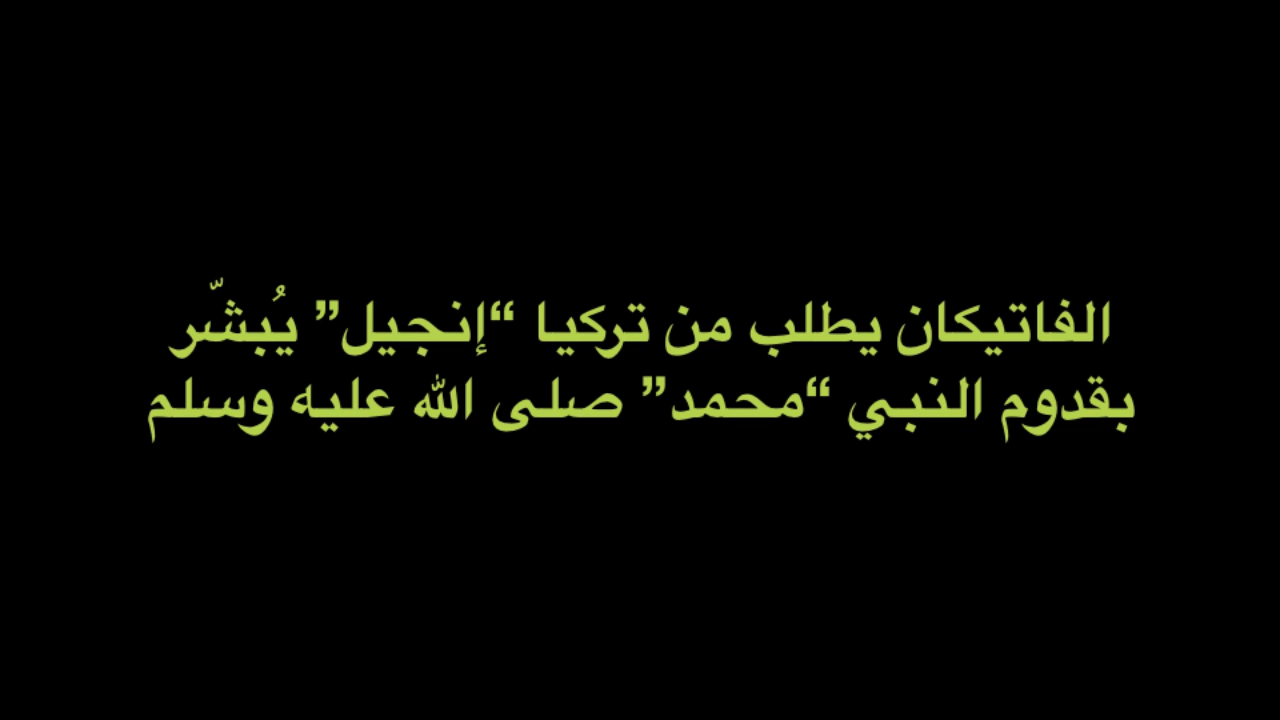 الفاتيكان يطلب من تركيا “إنجيل” يُبشّر
بقدوم النبي “محمد” صلى الله عليه وسلم